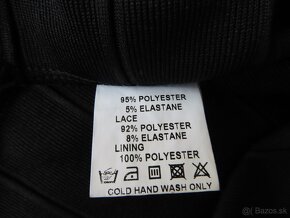 95% POLYESTER
5% ELASTANE
LACE
92% POLYESTER
8% ELASTANE
LINING
100% POLYESTER
COLD HAND WASH ONLY
bazos.sk